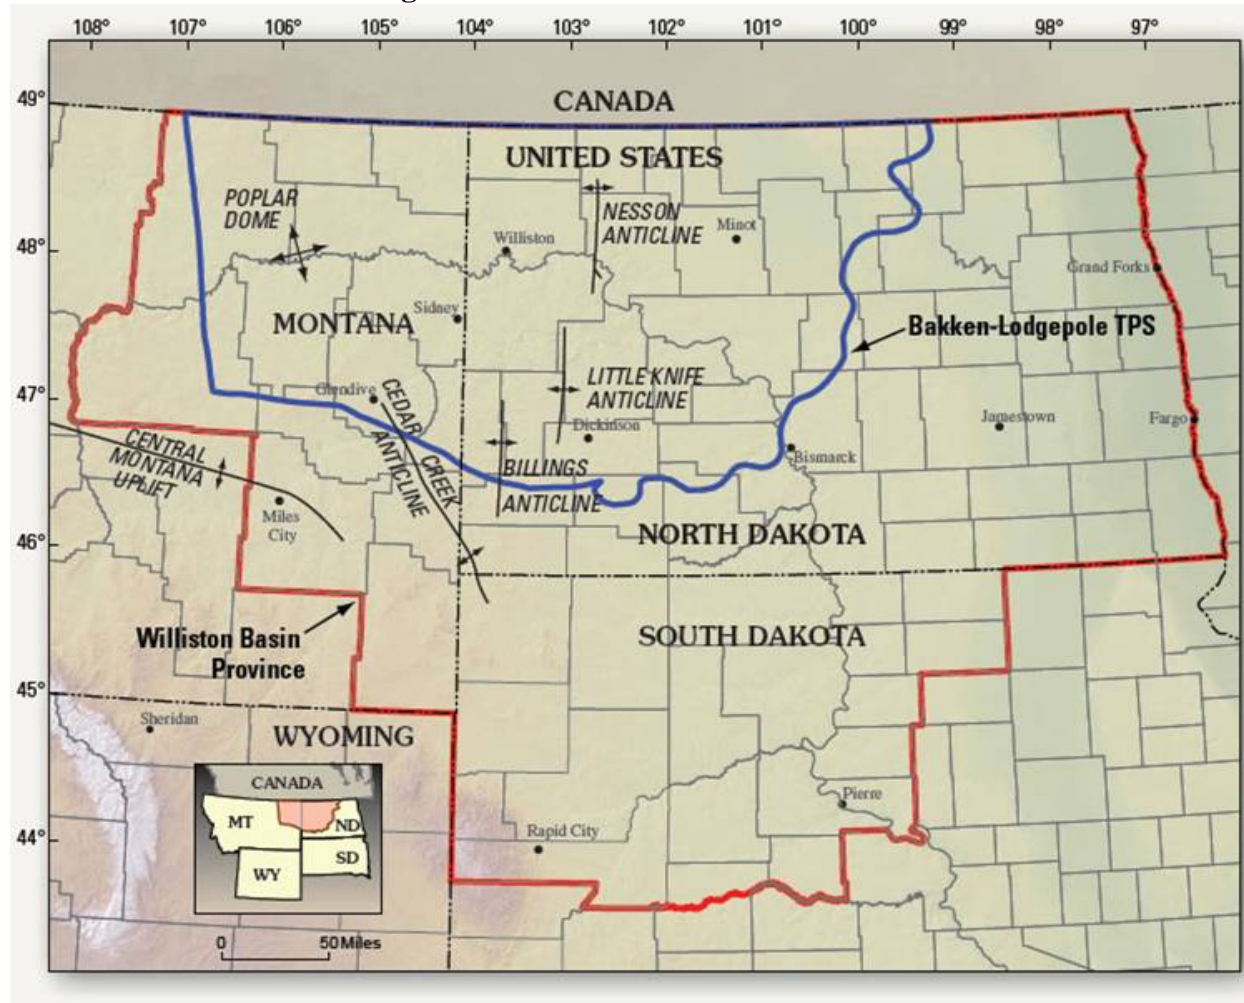 108° 107° 106° 105° 104° 103° 102° 101° 100° 99° 98° 97°
49°
CANADA
UNITED STATES
POPLAR
DOME
NESSON
ANTICLINE
Minot
Williston
48°
Grand Forks
Sidney
MONTANA
Bakken-Lodgepole TPS
47°
Glendive
CEDAR
CREEK
ANTICLINE
LITTLE KNIFE
ANTICLINE
Dickinson
Jamestown
Fargo
CENTRAL
MONTANA
UPLIFT
BILLINGS
ANTICLINE
Bismarck
Miles
City
NORTH DAKOTA
46°
Williston Basin
Province
SOUTH DAKOTA
45°
Sheridan
WYOMING
CANADA
MT
ND
SD
WY
Pierre
Rapid City
44°
0 50 Miles